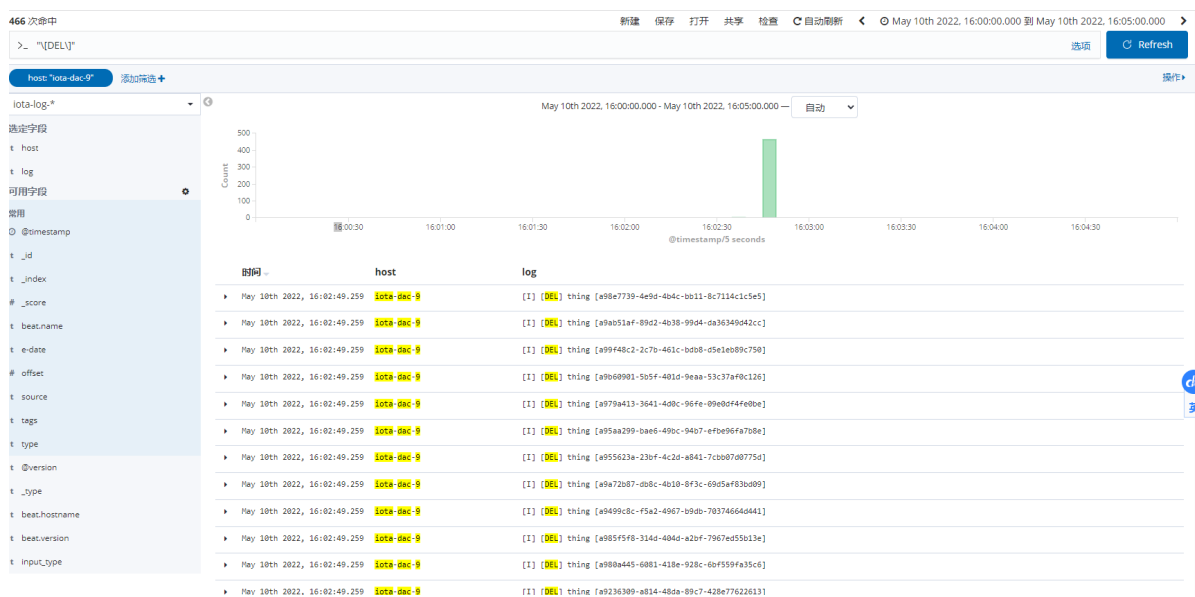 466 次命中
新建 保存 打开 共享 检查 自动刷新 May 10th 2022, 16:00:00.000 到 May 10th 2022, 16:05:00.000
>_ "\[DEL\]"
选项
Refresh
host: "iota-dac-9"
添加筛选
操作
iota-log-*
May 10th 2022, 16:00:00.000 - May 10th 2022, 16:05:00.000 —
自动
选定字段
t host
t log
可用字段
常用
@timestamp
t _id
t _index
# _score
t beat.name
t e-date
# offset
t source
t tags
t type
t @version
t _type
t beat.hostname
t beat.version
t input_type
Count
500
400
300
200
100
0
16:00:30 16:01:00 16:01:30 16:02:00 16:02:30 16:03:00 16:03:30 16:04:00 16:04:30
@timestamp/5 seconds
时间 host log
May 10th 2022, 16:02:49.259 iota-dac-9 [I] [DEL] thing [a98e7739-4e9d-4b4c-bb11-8c7114c1c5e5]
May 10th 2022, 16:02:49.259 iota-dac-9 [I] [DEL] thing [a9ab51af-89d2-4b38-99d4-da36349d42cc]
May 10th 2022, 16:02:49.259 iota-dac-9 [I] [DEL] thing [a99f48c2-2c7b-461c-bdb8-d5e1eb89c750]
May 10th 2022, 16:02:49.259 iota-dac-9 [I] [DEL] thing [a9b60901-5b5f-401d-9eaa-53c37af0c126]
May 10th 2022, 16:02:49.259 iota-dac-9 [I] [DEL] thing [a979a413-3641-4d0c-96fe-09e0df4fe0be]
May 10th 2022, 16:02:49.259 iota-dac-9 [I] [DEL] thing [a95aa299-bae6-49bc-94b7-efbe96fa7b8e]
May 10th 2022, 16:02:49.259 iota-dac-9 [I] [DEL] thing [a955623a-23bf-4c2d-a841-7cbb07d0775d]
May 10th 2022, 16:02:49.259 iota-dac-9 [I] [DEL] thing [a9a72b87-db8c-4b10-8f3c-69d5af83bd09]
May 10th 2022, 16:02:49.259 iota-dac-9 [I] [DEL] thing [a9499c8c-f5a2-4967-b9db-70374664d441]
May 10th 2022, 16:02:49.259 iota-dac-9 [I] [DEL] thing [a985f5f8-314d-404d-a2bf-7967ed55b13e]
May 10th 2022, 16:02:49.259 iota-dac-9 [I] [DEL] thing [a980a445-6081-418e-928c-6bf559fa35c6]
May 10th 2022, 16:02:49.259 iota-dac-9 [I] [DEL] thing [a9236309-a814-48da-89c7-428e77622613]